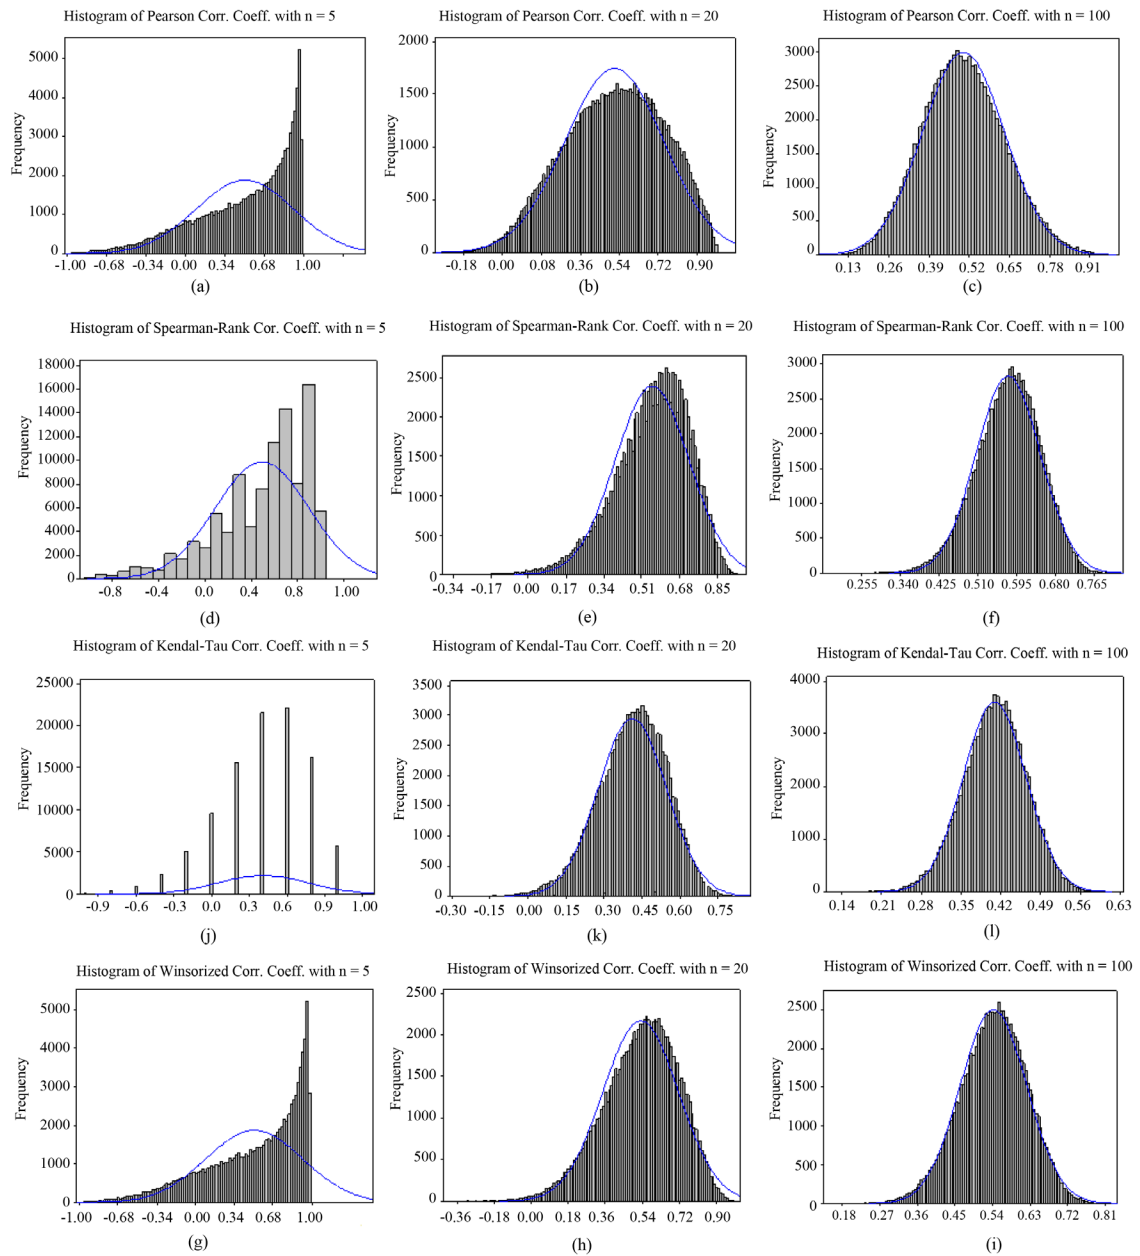 Histogram of Pearson Corr. Coeff. with n = 5
Frequency
5000
4000
3000
2000
1000
0
-1.00 -0.68 -0.34 0.00 0.34 0.68 1.00
(a)
Histogram of Pearson Corr. Coeff. with n = 20
Frequency
2000
1500
1000
500
0
-0.18 0.00 0.08 0.36 0.54 0.72 0.90
(b)
Histogram of Pearson Corr. Coeff. with n = 100
Frequency
3000
2500
2000
1500
1000
500
0
0.13 0.26 0.39 0.52 0.65 0.78 0.91
(c)
Histogram of Spearman-Rank Cor. Coeff. with n = 5
Frequency
18000
16000
14000
12000
10000
8000
6000
4000
2000
0
-0.8 -0.4 0.0 0.4 0.8 1.00
(d)
Histogram of Spearman-Rank Corr. Coeff. with n = 20
Frequency
2500
2000
1500
1000
500
0
-0.34 -0.17 0.00 0.17 0.34 0.51 0.68 0.85
(e)
Histogram of Spearman-Rank Corr. Coeff. with n = 100
Frequency
3000
2500
2000
1500
1000
500
0
0.255 0.340 0.425 0.510 0.595 0.680 0.765
(f)
Histogram of Kendal-Tau Corr. Coeff. with n = 5
Frequency
25000
20000
15000
10000
5000
0
-0.9 -0.6 -0.3 0.0 0.3 0.6 0.9 1.00
(j)
Histogram of Kendal-Tau Corr. Coeff. with n = 20
Frequency
3500
3000
2500
2000
1500
1000
500
0
-0.30 -0.15 0.00 0.15 0.30 0.45 0.60 0.75
(k)
Histogram of Kendal-Tau Corr. Coeff. with n = 100
Frequency
4000
3000
2000
1000
0
0.14 0.21 0.28 0.35 0.42 0.49 0.56 0.63
(l)
Histogram of Winsorized Corr. Coeff. with n = 5
Frequency
5000
4000
3000
2000
1000
0
-1.00 -0.68 -0.34 0.00 0.34 0.68 1.00
(g)
Histogram of Winsorized Corr. Coeff. with n = 20
Frequency
2500
2000
1500
1000
500
0
-0.36 -0.18 0.00 0.18 0.36 0.54 0.72 0.90
(h)
Histogram of Winsorized Corr. Coeff. with n = 100
Frequency
2500
2000
1500
1000
500
0
0.18 0.27 0.36 0.45 0.54 0.63 0.72 0.81
(i)